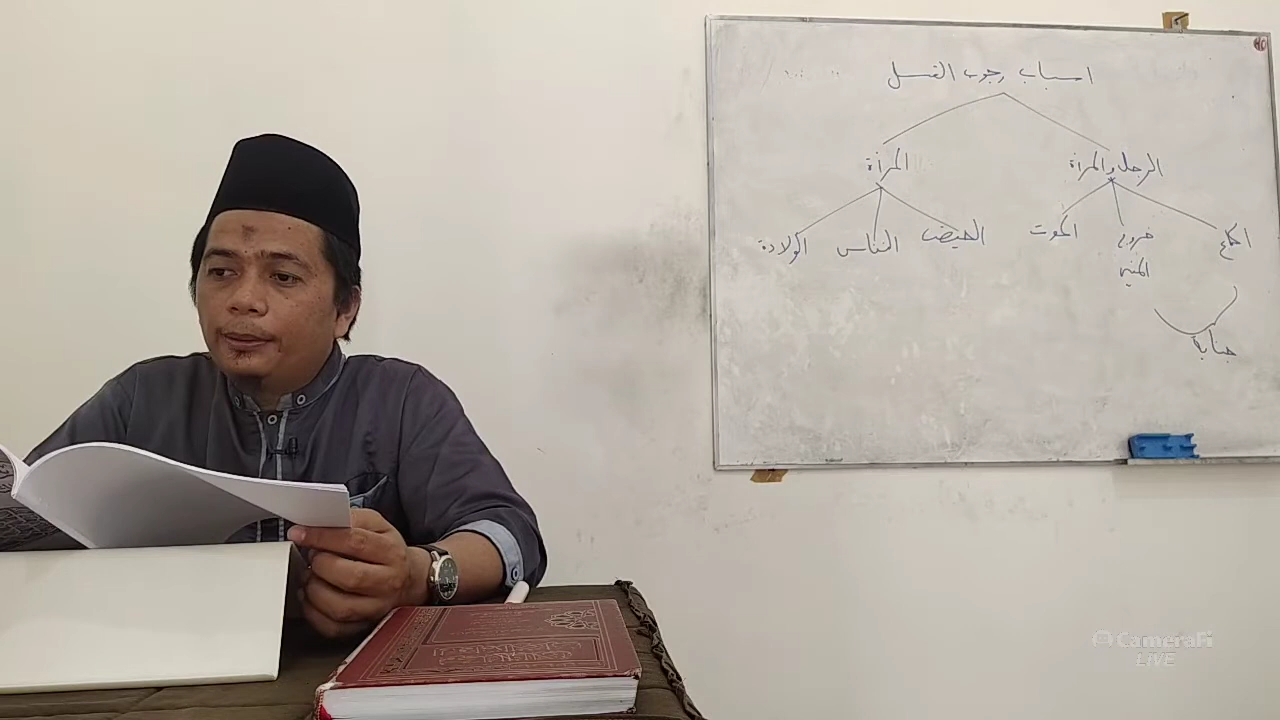 اسباب وجوب الغسل
الرجل والمرأة
المرأة
الجماع
خروج
المني
الموت
الحيض
النفاس
الولادة
جنابة
CameraFi
LIVE